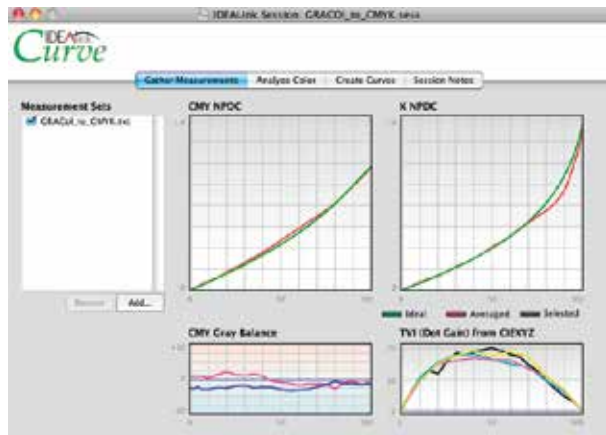 IDEALink Session: GRACOL_to_CMYK.sess
IDEALink
Curve
Gather Measurements Analyze Color Create Curves Session Notes
Measurement Sets
GRACOL_to_CMYK.txt
CMY NPDC
K NPDC
Remove Add...
Ideal Averaged Selected
CMY Gray Balance
TVI (Dot Gain) from CIEXYZ